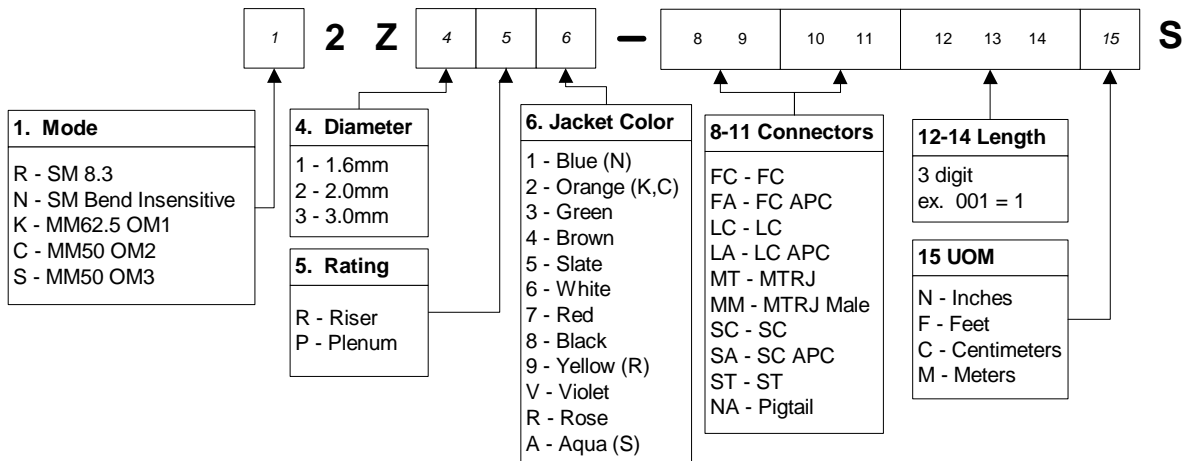 1 2 Z 4 5 6 – 8 9 10 11 12 13 14 15 S
1. Mode
R - SM 8.3
N - SM Bend Insensitive
K - MM62.5 OM1
C - MM50 OM2
S - MM50 OM3
4. Diameter
1 - 1.6mm
2 - 2.0mm
3 - 3.0mm
5. Rating
R - Riser
P - Plenum
6. Jacket Color
1 - Blue (N)
2 - Orange (K,C)
3 - Green
4 - Brown
5 - Slate
6 - White
7 - Red
8 - Black
9 - Yellow (R)
V - Violet
R - Rose
A - Aqua (S)
8-11 Connectors
FC - FC
FA - FC APC
LC - LC
LA - LC APC
MT - MTRJ
MM - MTRJ Male
SC - SC
SA - SC APC
ST - ST
NA - Pigtail
12-14 Length
3 digit
ex. 001 = 1
15 UOM
N - Inches
F - Feet
C - Centimeters
M - Meters